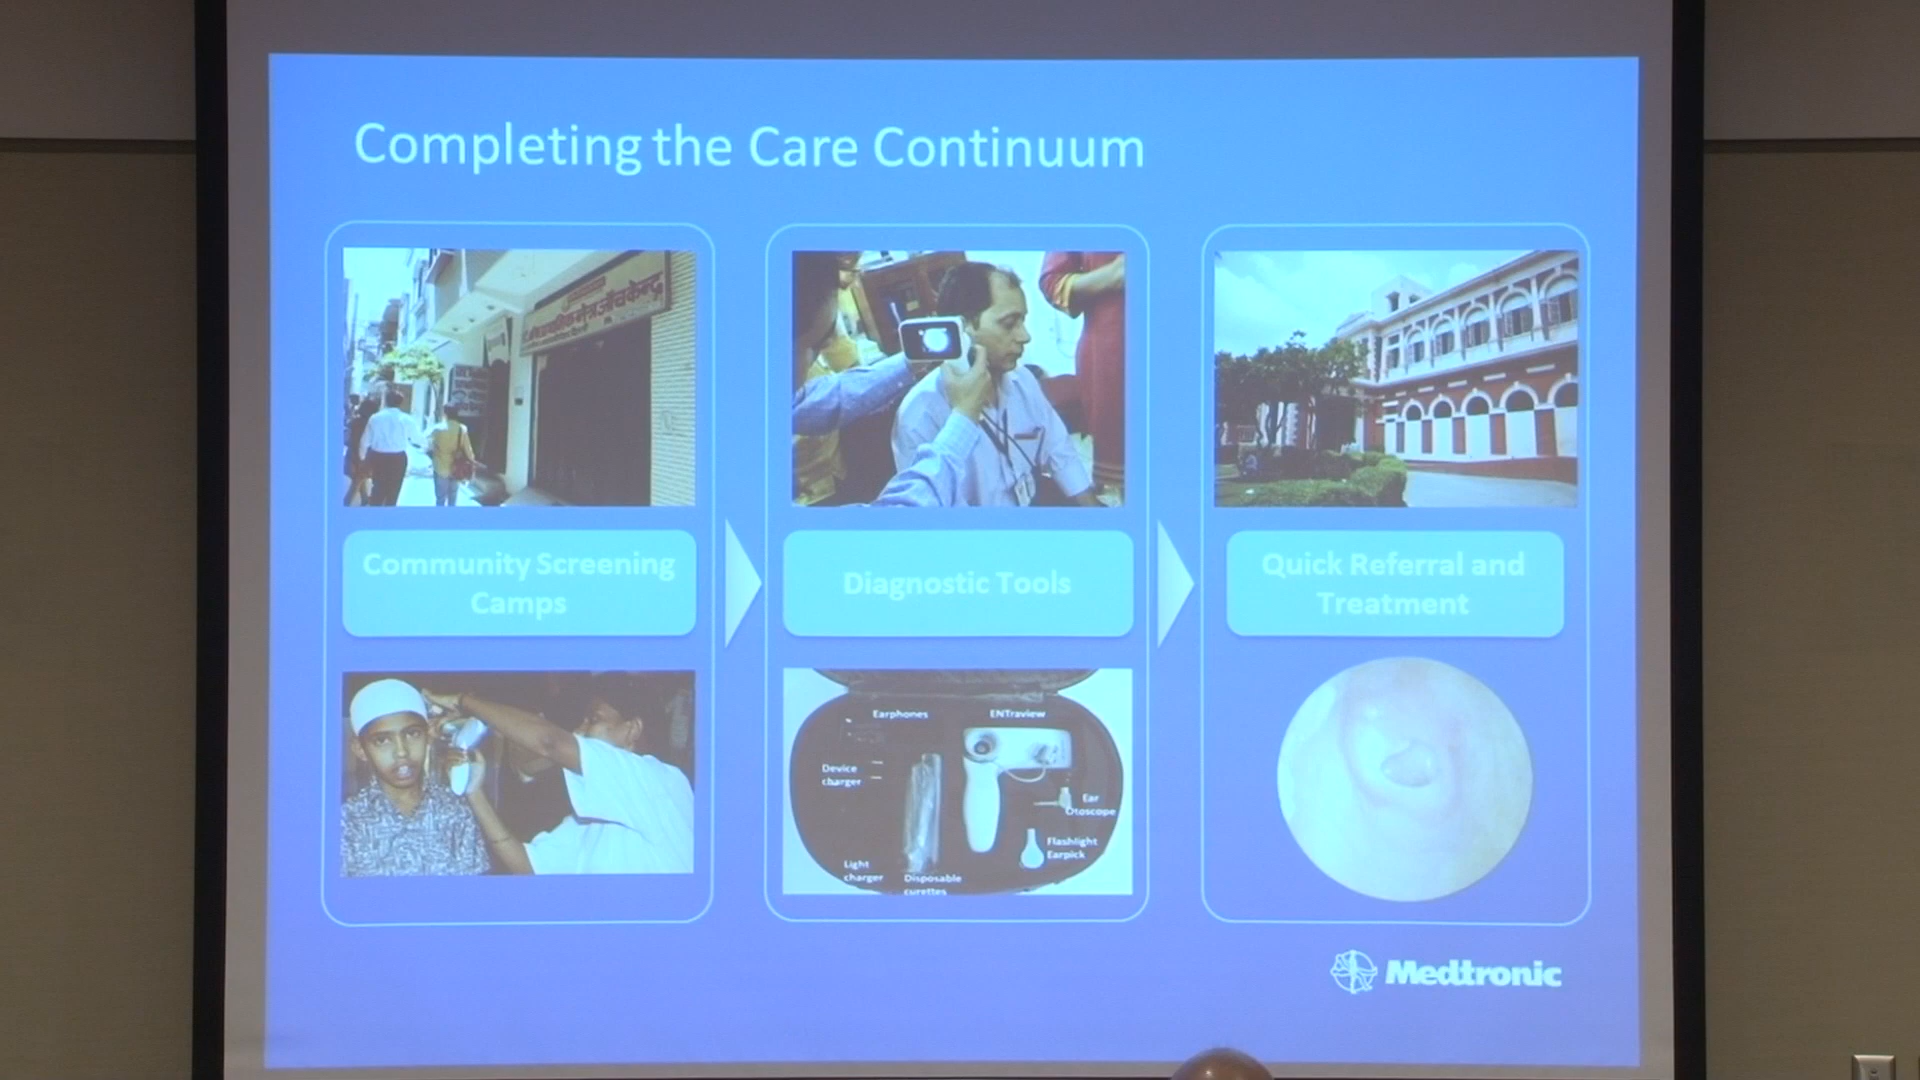 Completing the Care Continuum
Community Screening
Camps
Diagnostic Tools
Quick Referral and
Treatment
Earphones
ENTraview
Device
charger
Ear
Otoscope
Flashlight
Earpick
Light
charger
Disposable
curettes
Medtronic